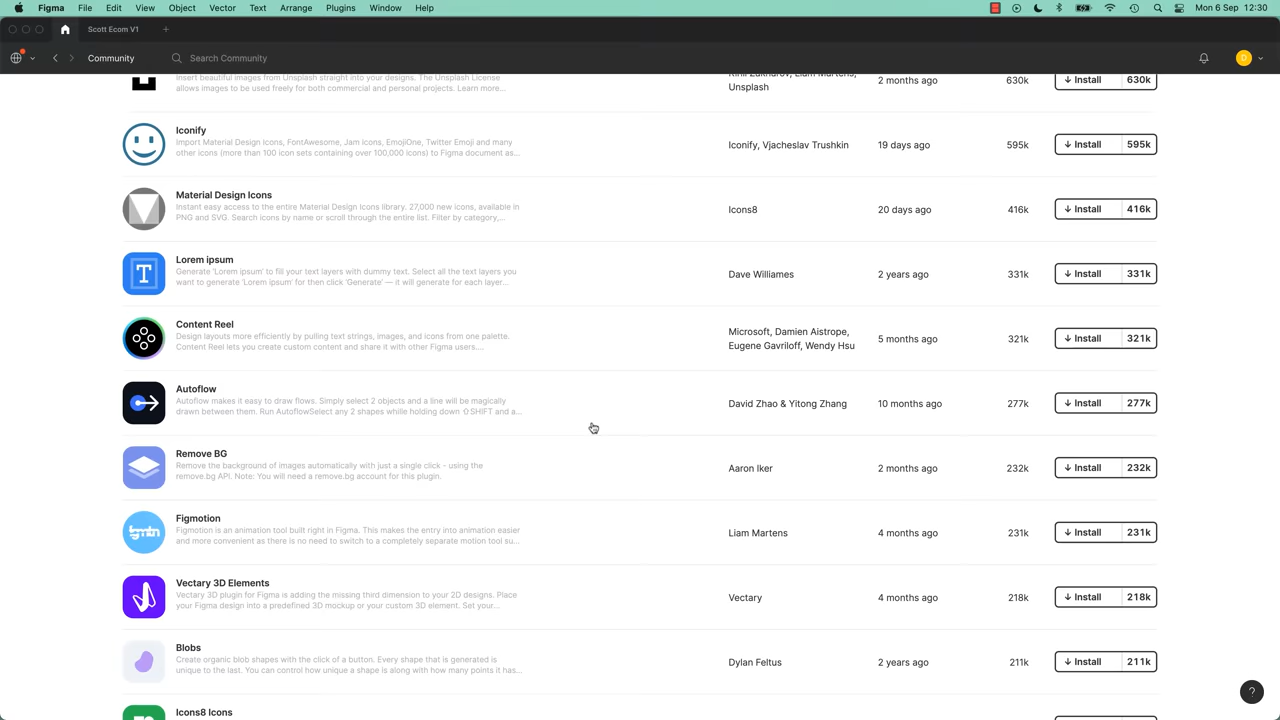 Figma File Edit View Object Vector Text Arrange Plugins Window Help Mon 6 Sep 12:30
Scott Ecom V1
Community Search Community D
Insert beautiful images from Unsplash straight into your designs. The Unsplash License
allows images to be used freely for both commercial and personal projects. Learn more...
Kirill Zakharov, Liam Martens,
Unsplash
2 months ago 630k Install 630k
Iconify
Import Material Design Icons, FontAwesome, Jam Icons, EmojiOne, Twitter Emoji and many
other icons (more than 100 icon sets containing over 100,000 icons) to Figma document as...
Iconify, Vjacheslav Trushkin 19 days ago 595k Install 595k
Material Design Icons
Instant easy access to the entire Material Design Icons library. 27,000 new icons, available in
PNG and SVG. Search icons by name or scroll through the entire list. Filter by category,...
Icons8 20 days ago 416k Install 416k
T
Lorem ipsum
Generate 'Lorem ipsum' to fill your text layers with dummy text. Select all the text layers you
want to generate 'Lorem ipsum' for then click 'Generate' — it will generate for each layer...
Dave Williames 2 years ago 331k Install 331k
Content Reel
Design layouts more efficiently by pulling text strings, images, and icons from one palette.
Content Reel lets you create custom content and share it with other Figma users....
Microsoft, Damien Aistrope,
Eugene Gavriloff, Wendy Hsu
5 months ago 321k Install 321k
Autoflow
Autoflow makes it easy to draw flows. Simply select 2 objects and a line will be magically
drawn between them. Run AutoflowSelect any 2 shapes whilie holding down ⇧SHIFT and a...
David Zhao & Yitong Zhang 10 months ago 277k Install 277k
Remove BG
Remove the background of images automatically with just a single click - using the
remove.bg API. Note: You will need a remove.bg account for this plugin.
Aaron Iker 2 months ago 232k Install 232k
fgmtn
Figmotion
Figmotion is an animation tool built right in Figma. This makes the entry into animation easier
and more convenient as there is no need to switch to a completely separate motion tool su...
Liam Martens 4 months ago 231k Install 231k
Vectary 3D Elements
Vectary 3D plugin for Figma is adding the missing third dimension to your 2D designs. Place
your Figma design into a predefined 3D mockup or your custom 3D element. Set your...
Vectary 4 months ago 218k Install 218k
Blobs
Create organic blob shapes with the click of a button. Every shape that is generated is
unique to the last. You can control how unique a shape is along with how many points it has...
Dylan Feltus 2 years ago 211k Install 211k
Icons8 Icons
?